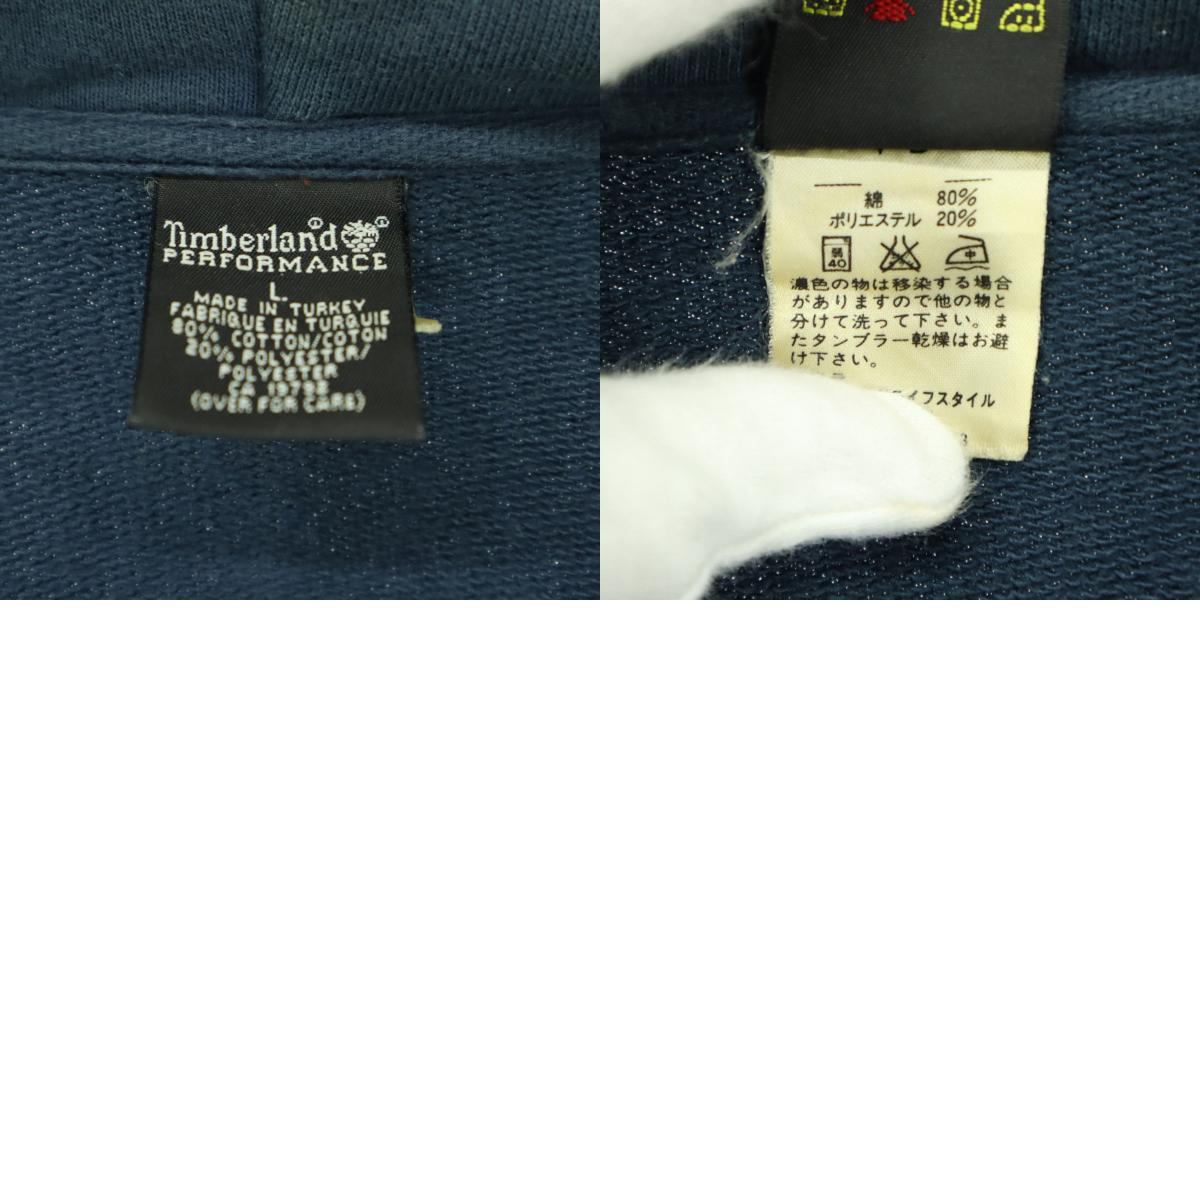 Timberland
PERFORMANCE
L.
MADE IN TURKEY
FABRIQUE EN TURQUIE
80% COTTON/COTON
20% POLYESTER/
POLYESTER
CA 13792
(OVER FOR CARE)
綿 80%
ポリエステル 20%
弱
40
中
濃色の物は移染する場合
がありますので他の物と
分けて洗って下さい。ま
たタンブラー乾燥はお避
け下さい。
イフスタイル